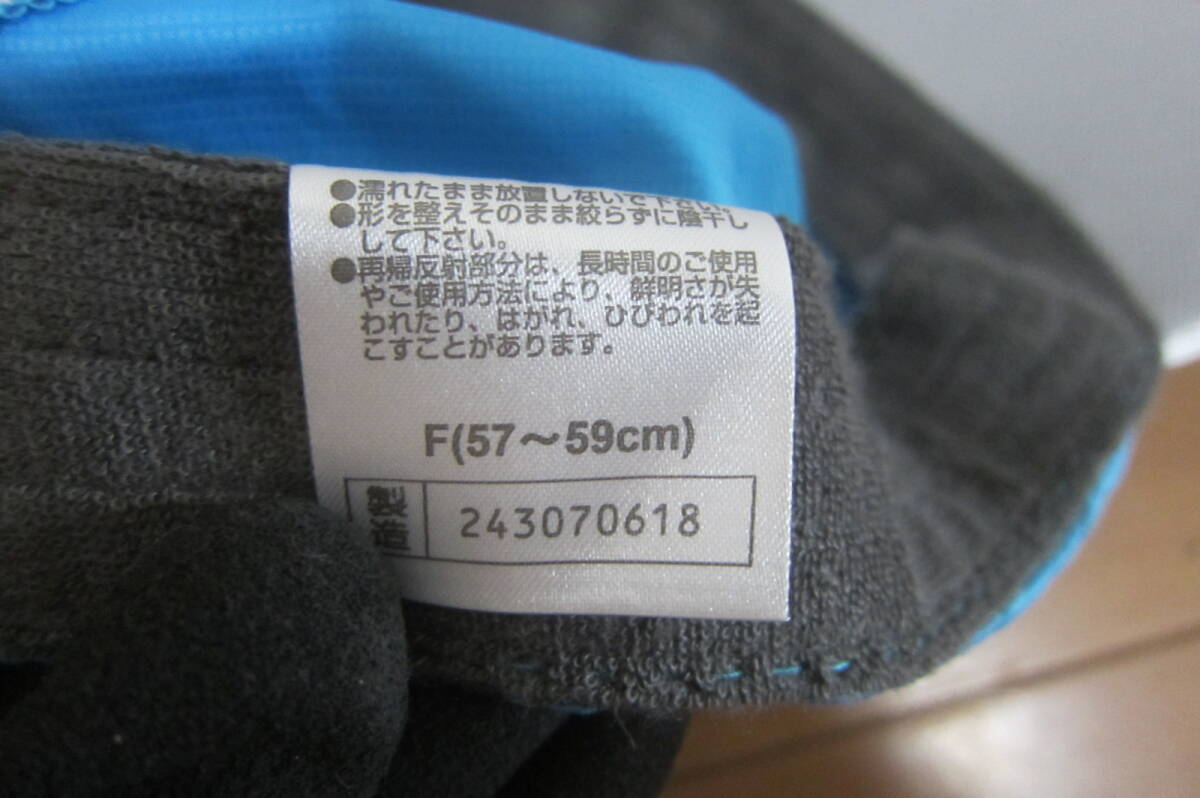 ●濡れたまま放置しないで下さい
●形を整えそのまま絞らずに陰干し
して下さい。
●再帰反射部分は、長時間のご使用
やご使用方法により、鮮明さが失
われたり、はがれ、ひびわれを起
こすことがあります。
F(57〜59cm)
製造 243070618